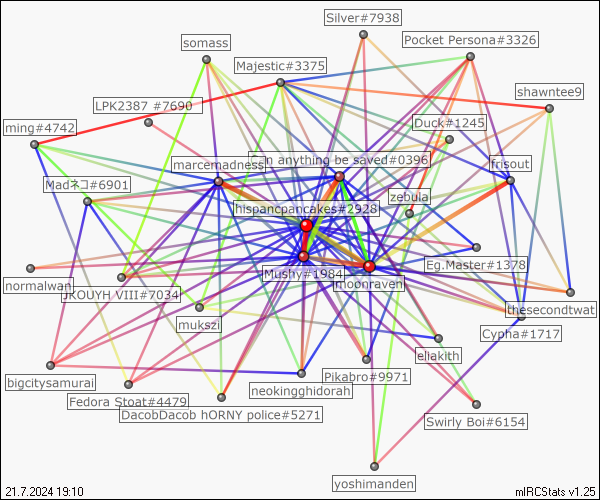 Silver#7938
Pocket Persona#3326
somass
Majestic#3375
shawntee9
LPK2387 #7690
ming#4742
Duck#1245
marcemadness
an anything be saved#0396
frisout
Madネコ#6901
zebula
hispancpancakes#2928
Eg.Master#1378
normalwan
JKOUYH VIII#7034
Mushy#1984
moonraven
thesecondtwat
mukszi
Cypha#1717
eliakith
bigcitysamurai
Pikabro#9971
neokingghidorah
Fedora Stoat#4479
DacobDacob hORNY police#5271
Swirly Boi#6154
yoshimanden
21.7.2024 19:10
mIRCStats v1.25